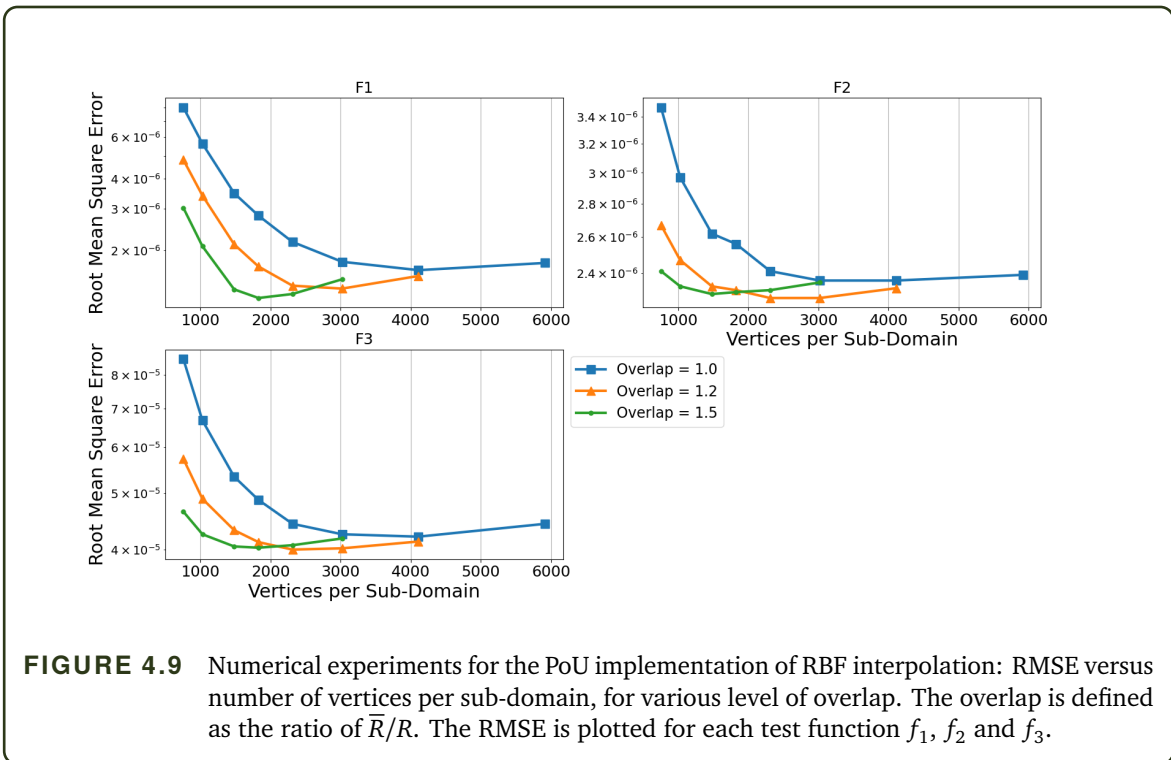 F1
Root Mean Square Error
6 × 10⁻⁶
4 × 10⁻⁶
3 × 10⁻⁶
2 × 10⁻⁶
1000 2000 3000 4000 5000 6000
F2
3.4 × 10⁻⁶
3.2 × 10⁻⁶
3 × 10⁻⁶
2.8 × 10⁻⁶
2.6 × 10⁻⁶
2.4 × 10⁻⁶
1000 2000 3000 4000 5000 6000
Vertices per Sub-Domain
F3
Root Mean Square Error
8 × 10⁻⁵
7 × 10⁻⁵
6 × 10⁻⁵
5 × 10⁻⁵
4 × 10⁻⁵
1000 2000 3000 4000 5000 6000
Vertices per Sub-Domain
Overlap = 1.0
Overlap = 1.2
Overlap = 1.5
FIGURE 4.9 Numerical experiments for the PoU implementation of RBF interpolation: RMSE versus
number of vertices per sub-domain, for various level of overlap. The overlap is defined
as the ratio of R̅/R. The RMSE is plotted for each test function f₁, f₂ and f₃.